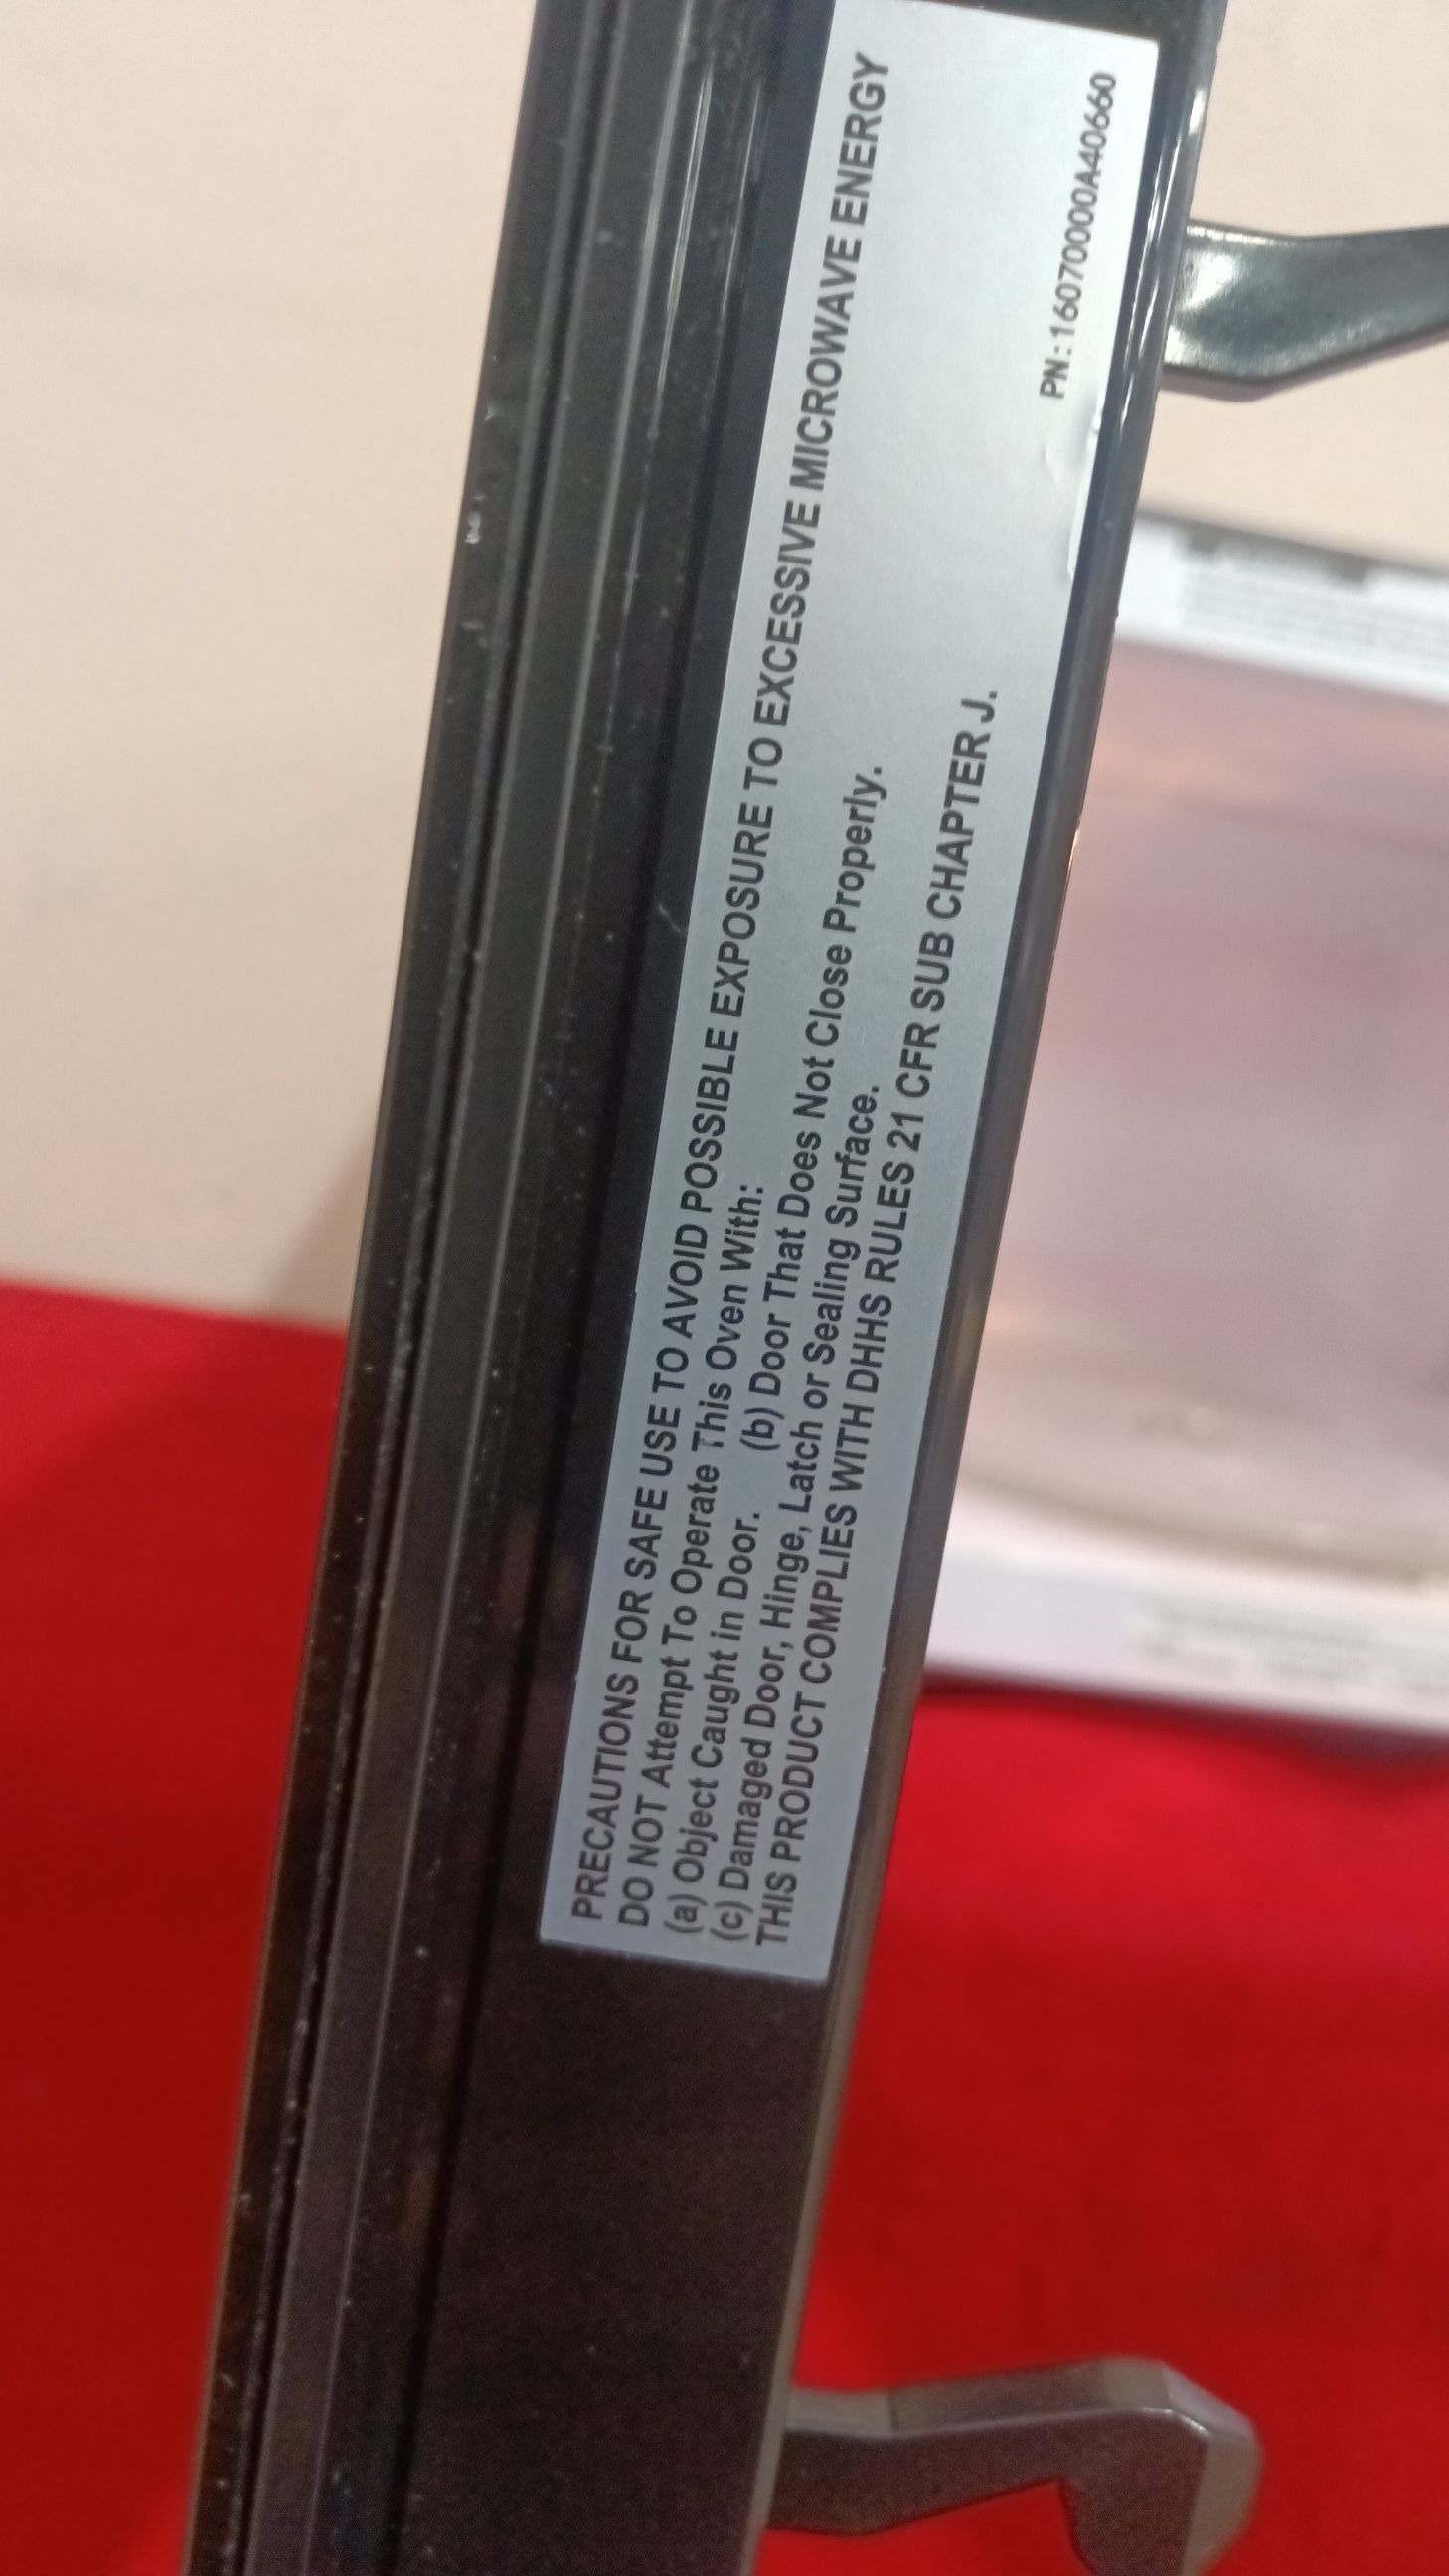 PRECAUTIONS FOR SAFE USE TO AVOID POSSIBLE EXPOSURE TO EXCESSIVE MICROWAVE ENERGY
DO NOT Attempt To Operate This Oven With:
(a) Object Caught in Door. (b) Door That Does Not Close Properly.
(c) Damaged Door, Hinge, Latch or Sealing Surface.
THIS PRODUCT COMPLIES WITH DHHS RULES 21 CFR SUB CHAPTER J.
PN:16070000A40660